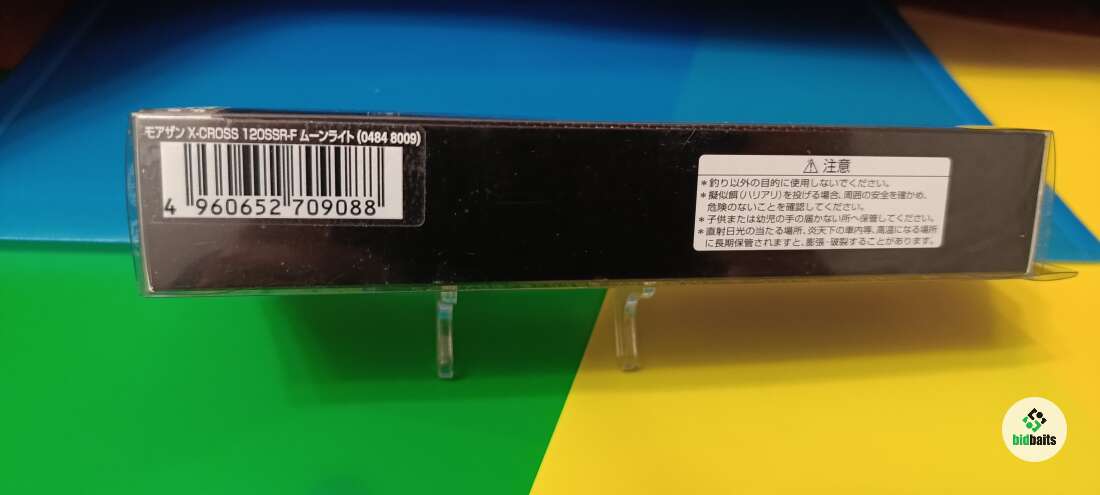 モアザン X-CROSS 120SSR-F ムーンライト (0484 8009)
4 960652 709088
注意
*釣り以外の目的に使用しないでください。
*擬似餌(ハリアリ)を投げる場合、周囲の安全を確かめ、
危険のないことを確認してください。
*子供または幼児の手の届かない所へ保管してください。
*直射日光の当たる場所、炎天下の車内等、高温になる場所
に長期保管されますと、膨張・破裂することがあります。
bidbaits